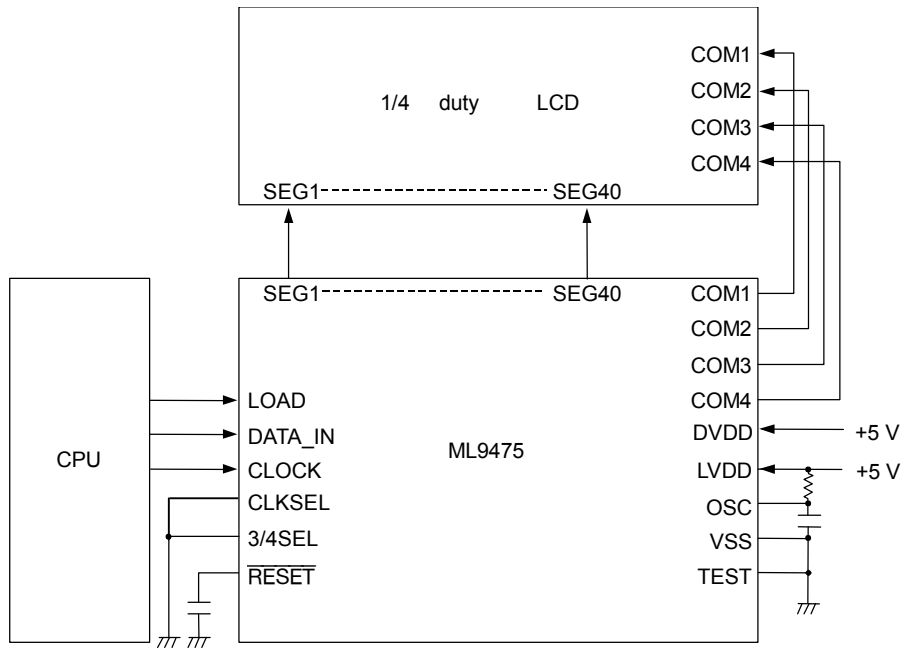 COM1
COM2
1/4 duty LCD
COM3
COM4
SEG1 SEG40
SEG1 SEG40
COM1
COM2
COM3
LOAD
COM4
DATA_IN
DVDD
+5 V
CPU
ML9475
CLOCK
LVDD
+5 V
CLKSEL
OSC
3/4SEL
VSS
RESET
TEST